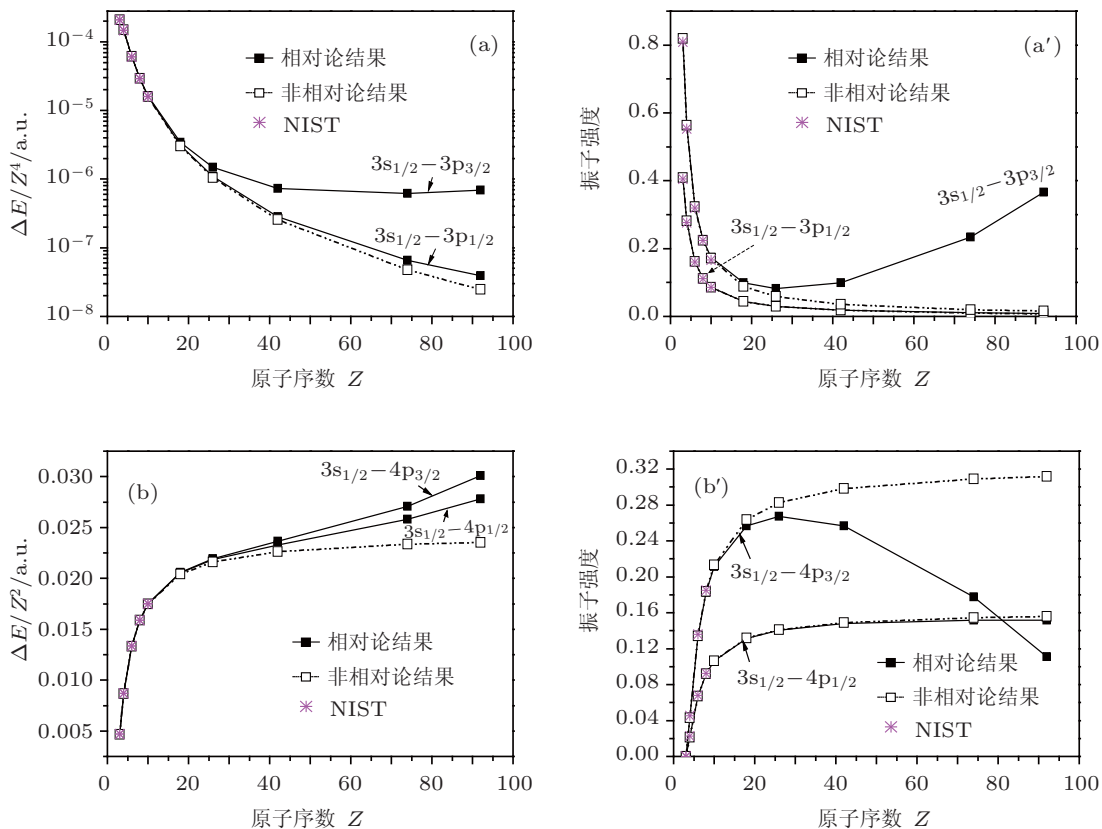 10⁻⁴
10⁻⁵
10⁻⁶
10⁻⁷
10⁻⁸
ΔE/Z⁴/a.u.
(a)
相对论结果
非相对论结果
NIST
3s₁/₂−3p₃/₂
3s₁/₂−3p₁/₂
0 20 40 60 80 100
原子序数 Z
0.8
0.6
0.4
0.2
0.0
振子强度
(a′)
相对论结果
非相对论结果
NIST
3s₁/₂−3p₃/₂
3s₁/₂−3p₁/₂
0 20 40 60 80 100
原子序数 Z
0.030
0.025
0.020
0.015
0.010
0.005
ΔE/Z²/a.u.
(b)
3s₁/₂−4p₃/₂
3s₁/₂−4p₁/₂
相对论结果
非相对论结果
NIST
0 20 40 60 80 100
原子序数 Z
0.32
0.28
0.24
0.20
0.16
0.12
0.08
0.04
0.00
振子强度
(b′)
3s₁/₂−4p₃/₂
3s₁/₂−4p₁/₂
相对论结果
非相对论结果
NIST
0 20 40 60 80 100
原子序数 Z